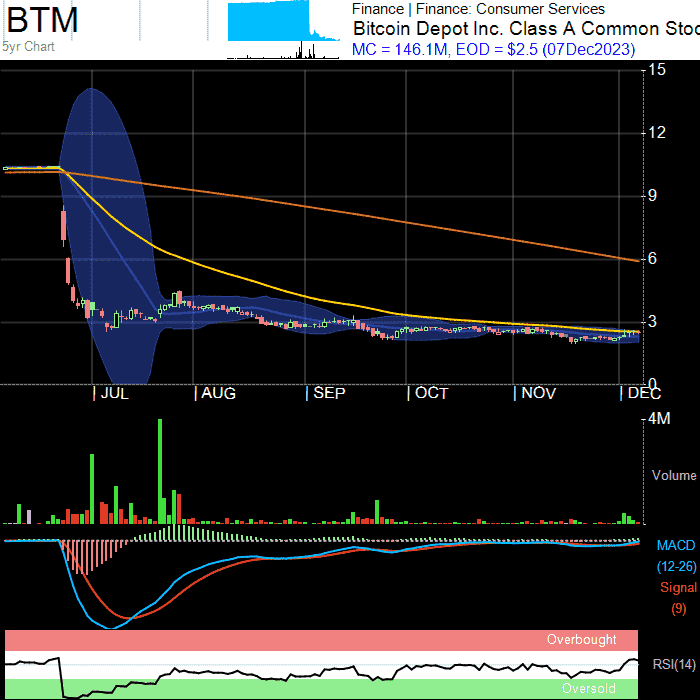 BTM
5yr Chart
Finance | Finance: Consumer Services
Bitcoin Depot Inc. Class A Common Stoc
MC = 146.1M, EOD = $2.5 (07Dec2023)
15
12
9
6
3
0
JUL AUG SEP OCT NOV DEC
4M
Volume
MACD
(12-26)
Signal
(9)
Overbought
RSI(14)
Oversold